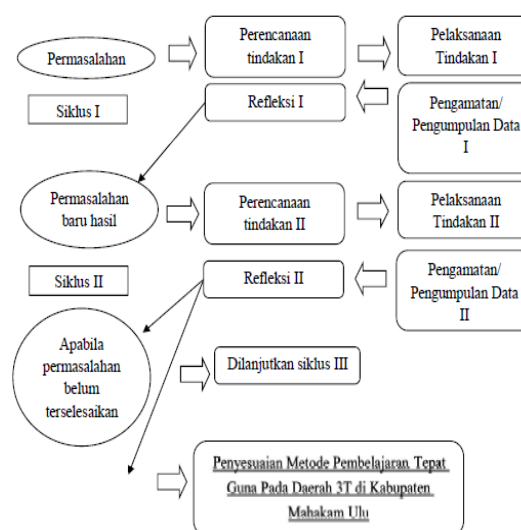 Permasalahan
Perencanaan
tindakan I
Pelaksanaan
Tindakan I
Siklus I
Refleksi I
Pengamatan/
Pengumpulan Data
I
Permasalahan
baru hasil
Perencanaan
tindakan II
Pelaksanaan
Tindakan II
Siklus II
Refleksi II
Pengamatan/
Pengumpulan Data
II
Apabila
permasalahan
belum
terselesaikan
Dilanjutkan siklus III
Penyesuaian Metode Pembelajaran Tepat
Guna Pada Daerah 3T di Kabupaten
Mahakam Ulu